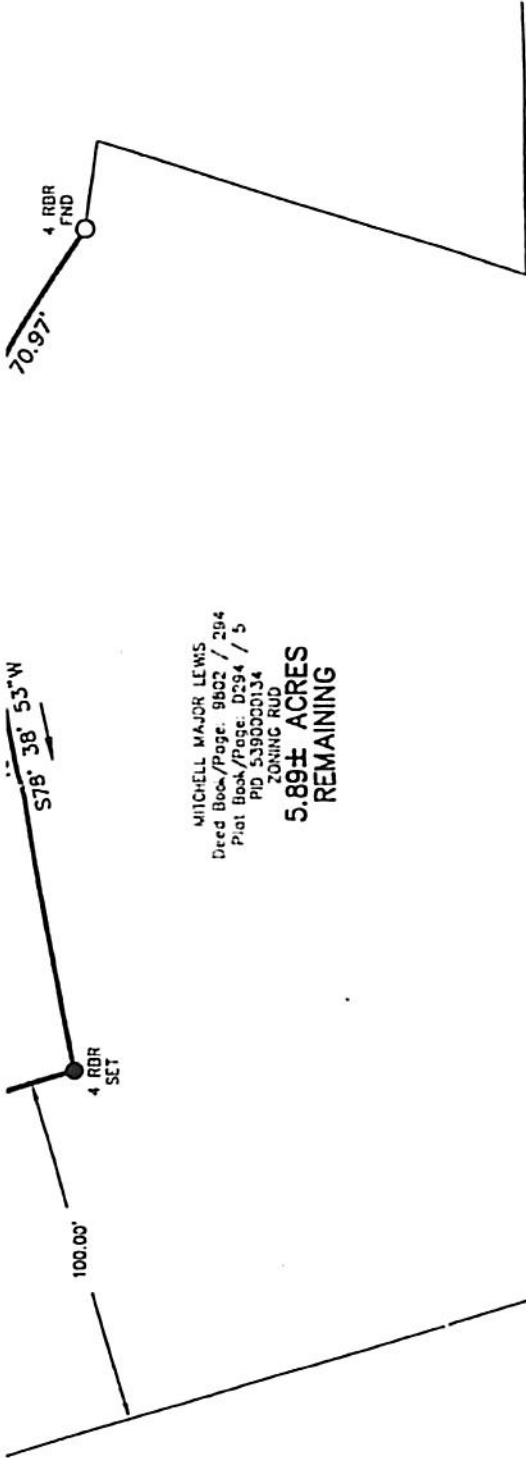 70.97'
4 RBR
FND
S78° 38' 53"W
4 RBR
SET
100.00'
MITCHELL MAJOR LEWIS
Deed Book/Page: 9802 / 294
Plat Book/Page: D294 / 5
PID 5390000134
ZONING RUD
5.89± ACRES
REMAINING